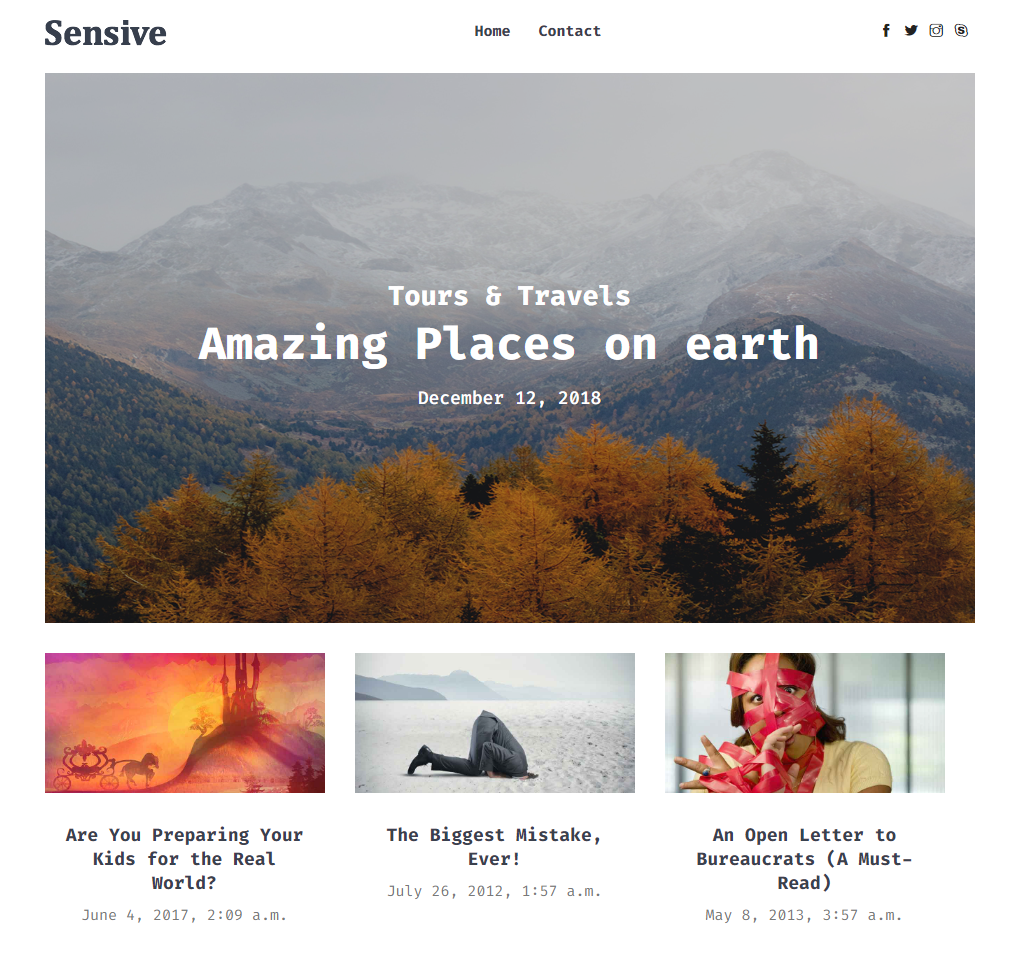 Sensive
Home Contact
Tours & Travels
Amazing Places on earth
December 12, 2018
Are You Preparing Your
Kids for the Real
World?
June 4, 2017, 2:09 a.m.
The Biggest Mistake,
Ever!
July 26, 2012, 1:57 a.m.
An Open Letter to
Bureaucrats (A Must-
Read)
May 8, 2013, 3:57 a.m.